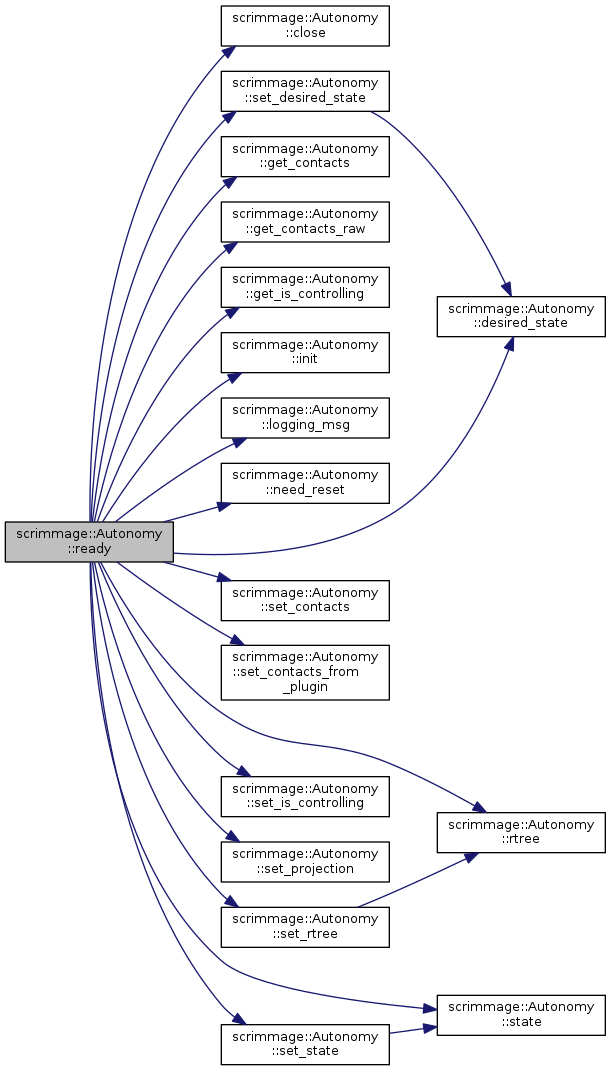 scrimmage::Autonomy
::close
scrimmage::Autonomy
::set_desired_state
scrimmage::Autonomy
::get_contacts
scrimmage::Autonomy
::get_contacts_raw
scrimmage::Autonomy
::get_is_controlling
scrimmage::Autonomy
::desired_state
scrimmage::Autonomy
::init
scrimmage::Autonomy
::logging_msg
scrimmage::Autonomy
::need_reset
scrimmage::Autonomy
::ready
scrimmage::Autonomy
::set_contacts
scrimmage::Autonomy
::set_contacts_from
_plugin
scrimmage::Autonomy
::set_is_controlling
scrimmage::Autonomy
::rtree
scrimmage::Autonomy
::set_projection
scrimmage::Autonomy
::set_rtree
scrimmage::Autonomy
::state
scrimmage::Autonomy
::set_state